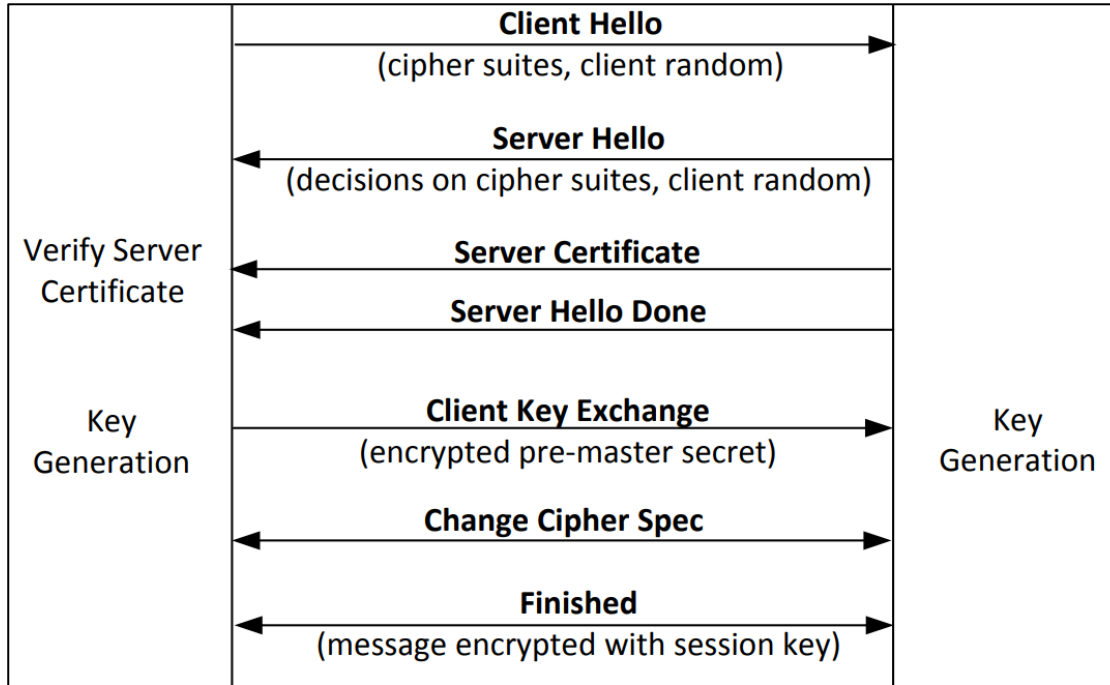 Client Hello
(cipher suites, client random)
Server Hello
(decisions on cipher suites, client random)
Verify Server
Certificate
Server Certificate
Server Hello Done
Key
Generation
Client Key Exchange
(encrypted pre-master secret)
Key
Generation
Change Cipher Spec
Finished
(message encrypted with session key)